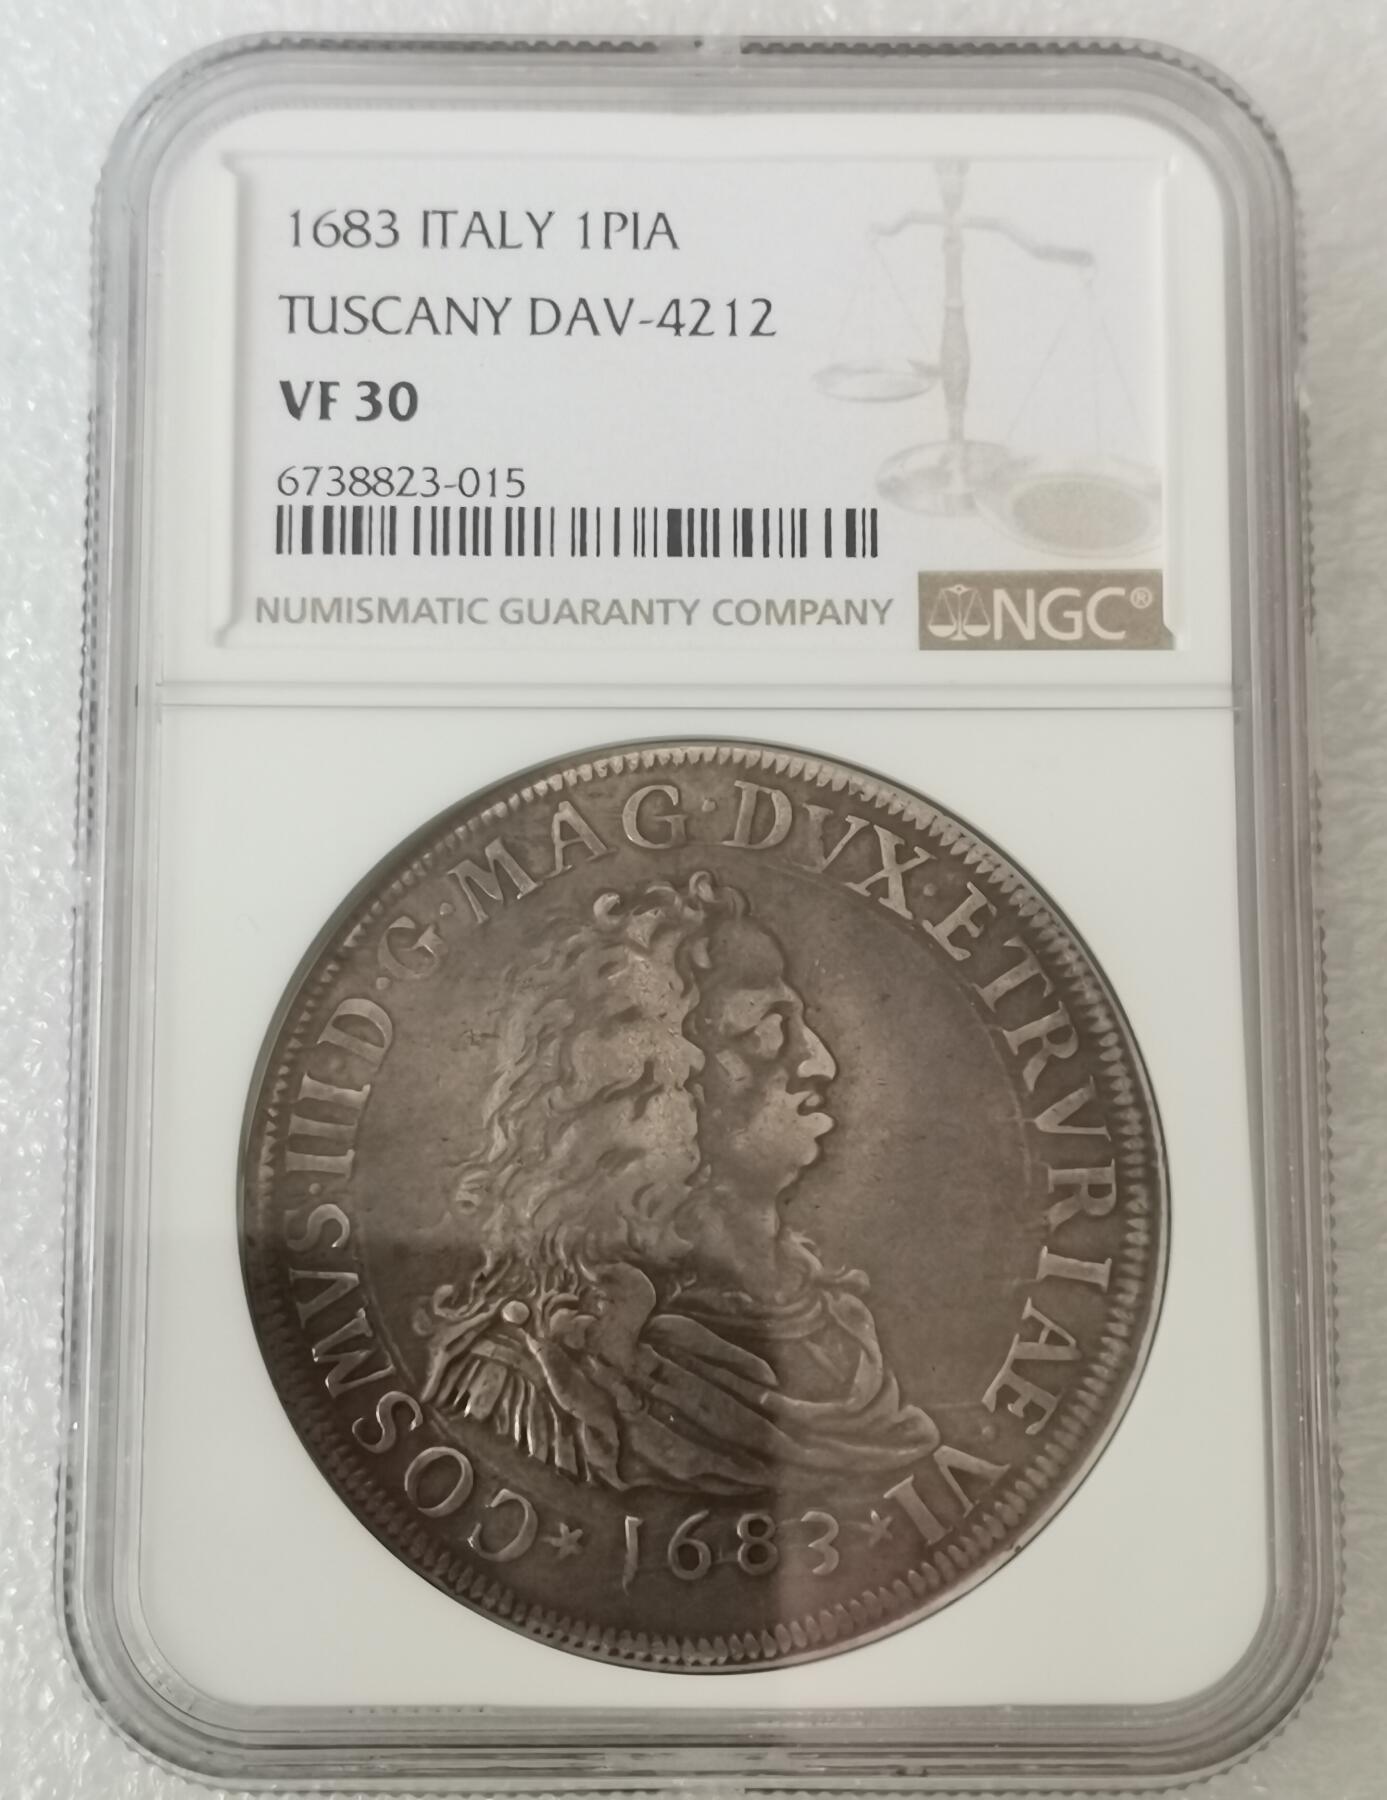 1683 ITALY 1PIA
TUSCANY DAV-4212
VF 30
6738823-015
NUMISMATIC GUARANTY COMPANY NGC®
COSMVS·III·D·G·MAG·DVX·ETRVRIAE·VI
* 1683 *